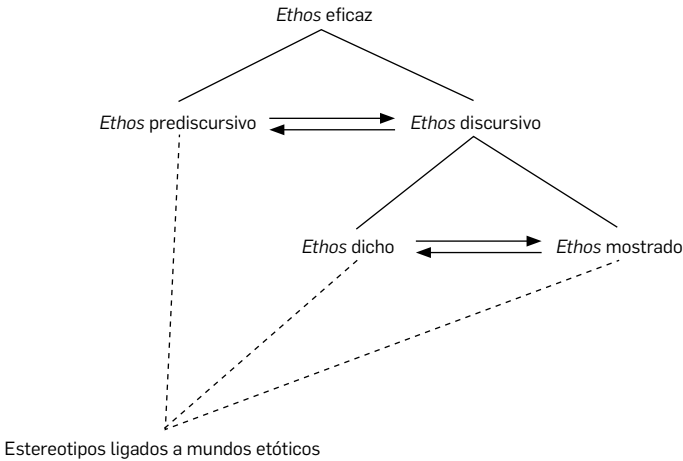 Ethos eficaz
Ethos prediscursivo
Ethos discursivo
Ethos dicho
Ethos mostrado
Estereotipos ligados a mundos etóticos